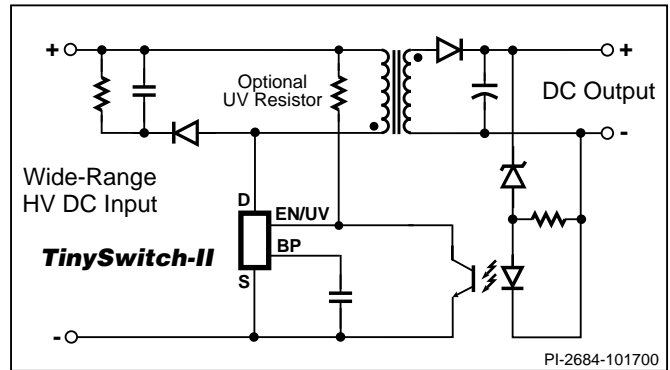 +
+
Optional
UV Resistor
DC Output
-
Wide-Range
HV DC Input
D
EN/UV
BP
TinySwitch-II
S
-
PI-2684-101700